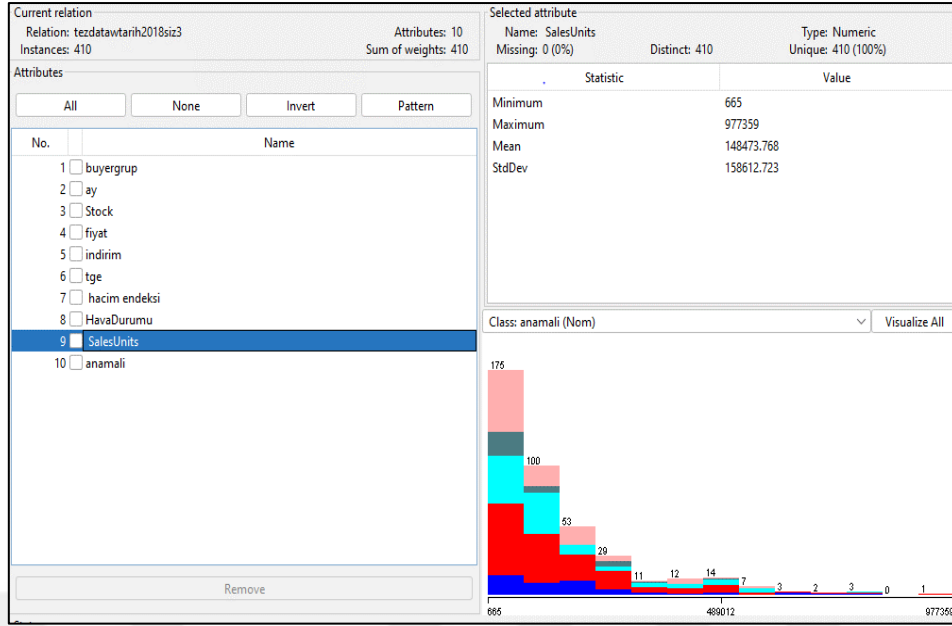 Current relation
Relation: tezdatawtarih2018siz3
Attributes: 10
Instances: 410
Sum of weights: 410
Attributes
All
None
Invert
Pattern
No.
Name
1 buyergrup
2 ay
3 Stock
4 fiyat
5 indirim
6 tge
7 hacim endeksi
8 HavaDurumu
9 SalesUnits
10 anamali
Remove
Selected attribute
Name: SalesUnits
Type: Numeric
Missing: 0 (0%)
Distinct: 410
Unique: 410 (100%)
Statistic
Value
Minimum
665
Maximum
977359
Mean
148473.768
StdDev
158612.723
Class: anamali (Nom)
Visualize All
175
100
53
29
11
12
14
7
3
2
3
0
1
665
489012
977359